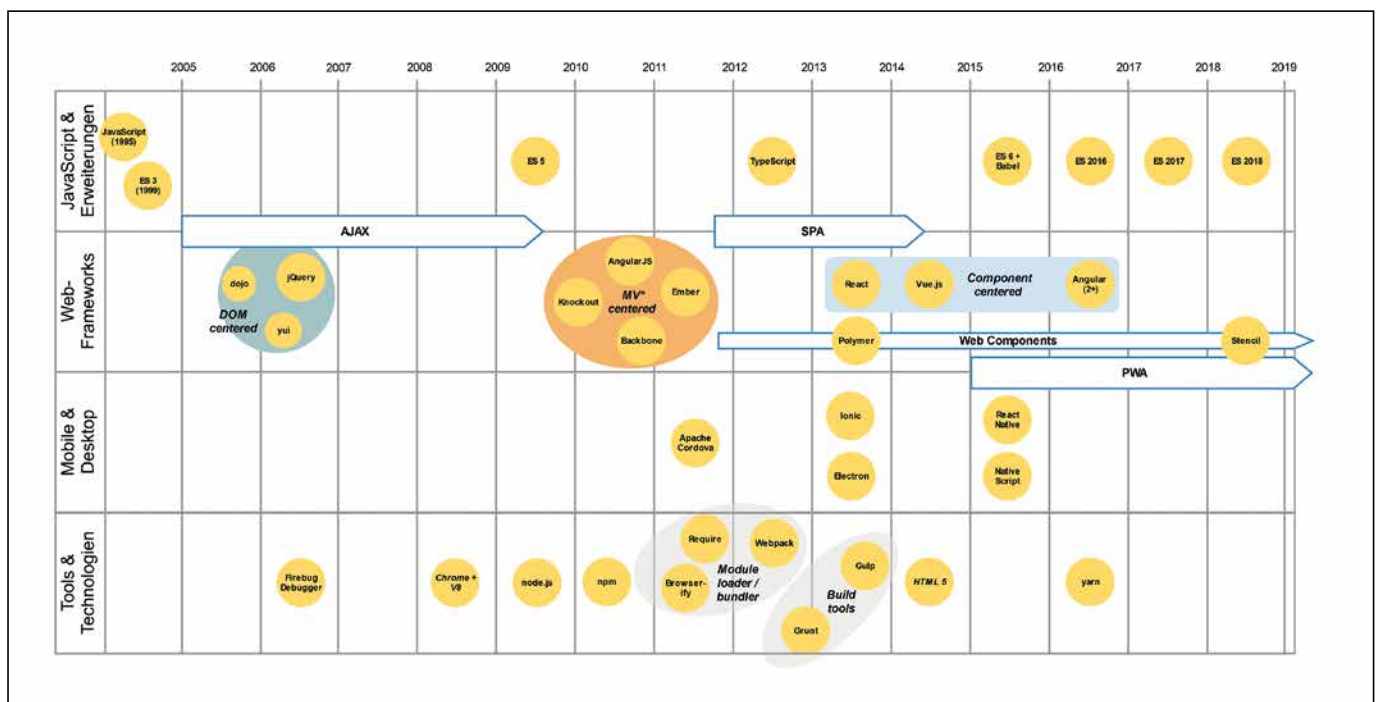 2005 2006 2007 2008 2009 2010 2011 2012 2013 2014 2015 2016 2017 2018 2019
JavaScript &
Erweiterungen
JavaScript
(1995)
ES 3
(1999)
ES 5
TypeScript
ES 6 +
Babel
ES 2016
ES 2017
ES 2018
AJAX
SPA
Web-
Frameworks
dojo
jQuery
DOM
centered
yui
AngularJS
Knockout
MV*
centered
Ember
Backbone
React
Vue.js
Component
centered
Angular
(2+)
Polymer
Web Components
Stencil
PWA
Mobile &
Desktop
Apache
Cordova
Ionic
Electron
React
Native
Native
Script
Tools &
Technologien
Firebug
Debugger
Chrome +
V8
node.js
npm
Require
Browser-
ify
Webpack
Module
loader /
bundler
Gulp
Build
tools
Grunt
HTML 5
yarn